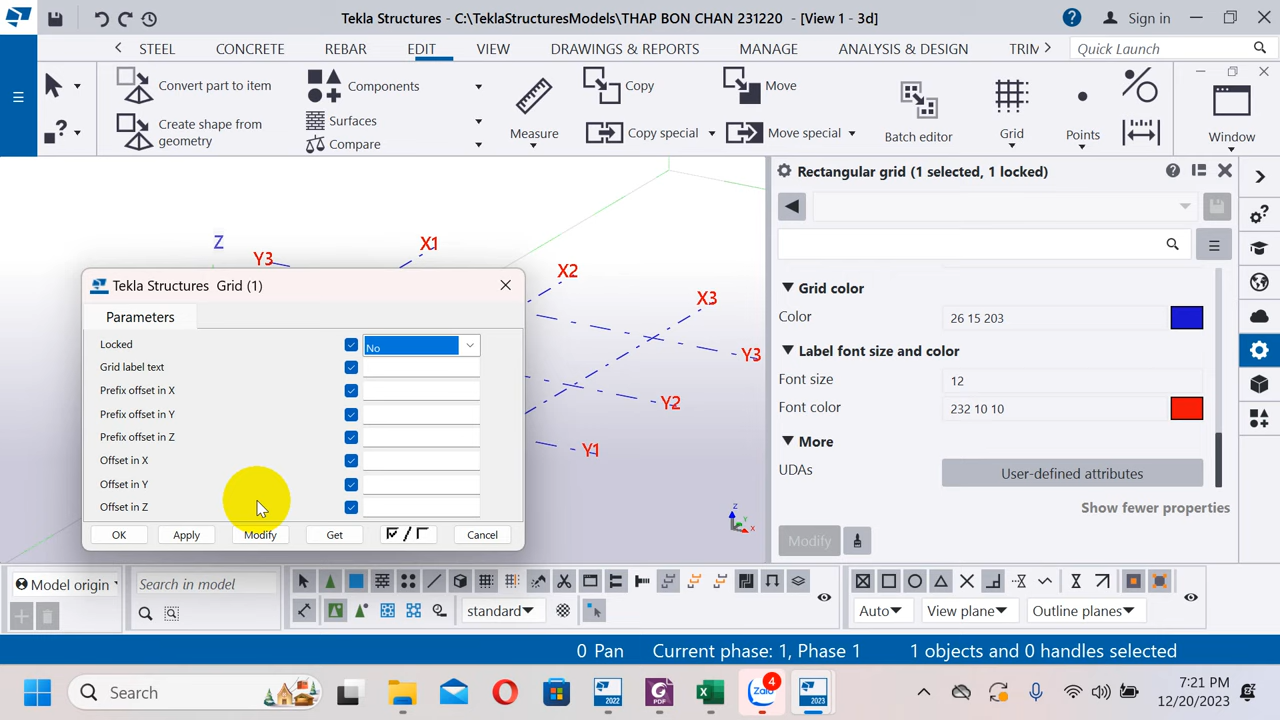 Tekla Structures - C:\TeklaStructuresModels\THAP BON CHAN 231220 - [View 1 - 3d]
Sign in
STEEL CONCRETE REBAR EDIT VIEW DRAWINGS & REPORTS MANAGE ANALYSIS & DESIGN TRIM
Quick Launch
Convert part to item
Create shape from geometry
Components
Surfaces
Compare
Measure
Copy
Copy special
Move
Move special
Batch editor
Grid
Points
Window
Rectangular grid (1 selected, 1 locked)
Grid color
Color 26 15 203
Label font size and color
Font size 12
Font color 232 10 10
More
UDAs User-defined attributes
Show fewer properties
Modify
Z
Y3
X1
X2
X3
Y3
Y2
Y1
Z
Y
X
Tekla Structures Grid (1)
Parameters
Locked No
Grid label text
Prefix offset in X
Prefix offset in Y
Prefix offset in Z
Offset in X
Offset in Y
Offset in Z
OK Apply Modify Get Cancel
Model origin
Search in model
standard
Auto
View plane
Outline planes
0 Pan Current phase: 1, Phase 1 1 objects and 0 handles selected
Search
2022
PDF
Zalo
4
2023
7:21 PM
12/20/2023